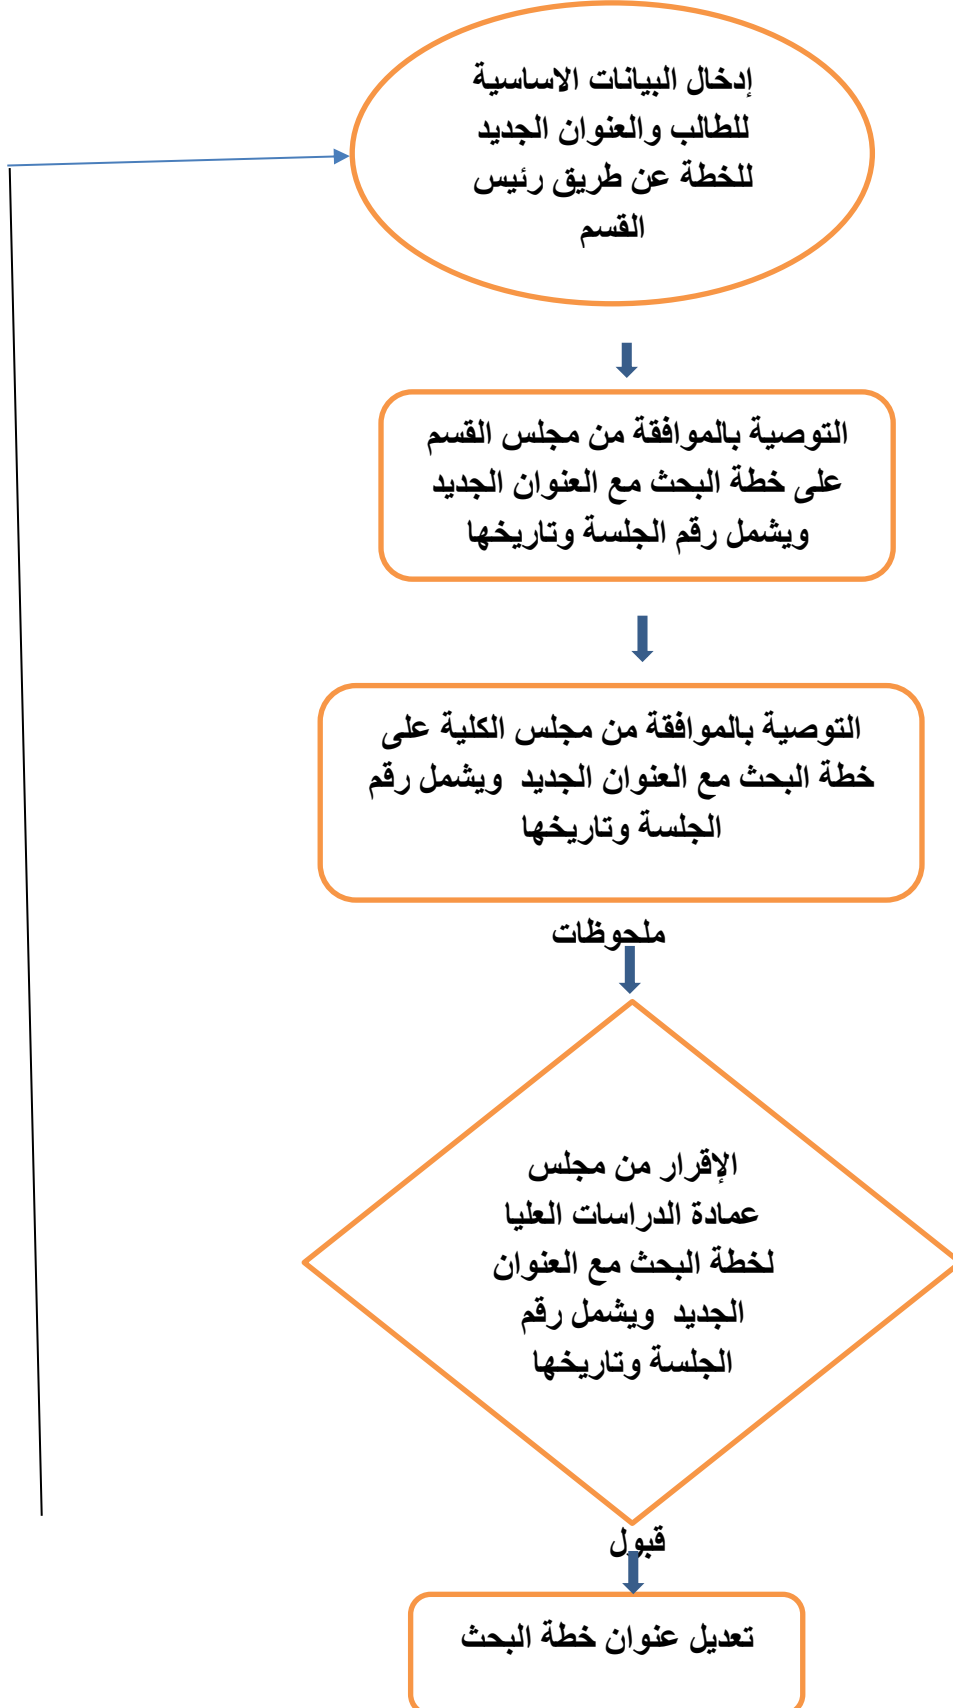 إدخال البيانات الاساسية
للطالب والعنوان الجديد
للخطة عن طريق رئيس
القسم
التوصية بالموافقة من مجلس القسم
على خطة البحث مع العنوان الجديد
ويشمل رقم الجلسة وتاريخها
التوصية بالموافقة من مجلس الكلية على
خطة البحث مع العنوان الجديد ويشمل رقم
الجلسة وتاريخها
ملحوظات
الإقرار من مجلس
عمادة الدراسات العليا
لخطة البحث مع العنوان
الجديد ويشمل رقم
الجلسة وتاريخها
قبول
تعديل عنوان خطة البحث